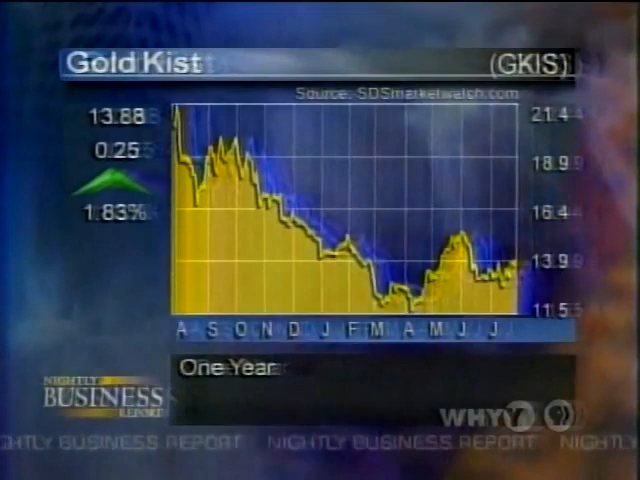 Gold Kist (GKIS)
Source: SDSmarketwatch.com
13.88
0.25
1.83%
21.4
18.9
16.4
13.9
11.5
A S O N D J F M A M J J
One Year
NIGHTLY
BUSINESS
REPORT
WHYY
NIGHTLY BUSINESS REPORT NIGHTLY BUSINESS REPORT NIGHTLY